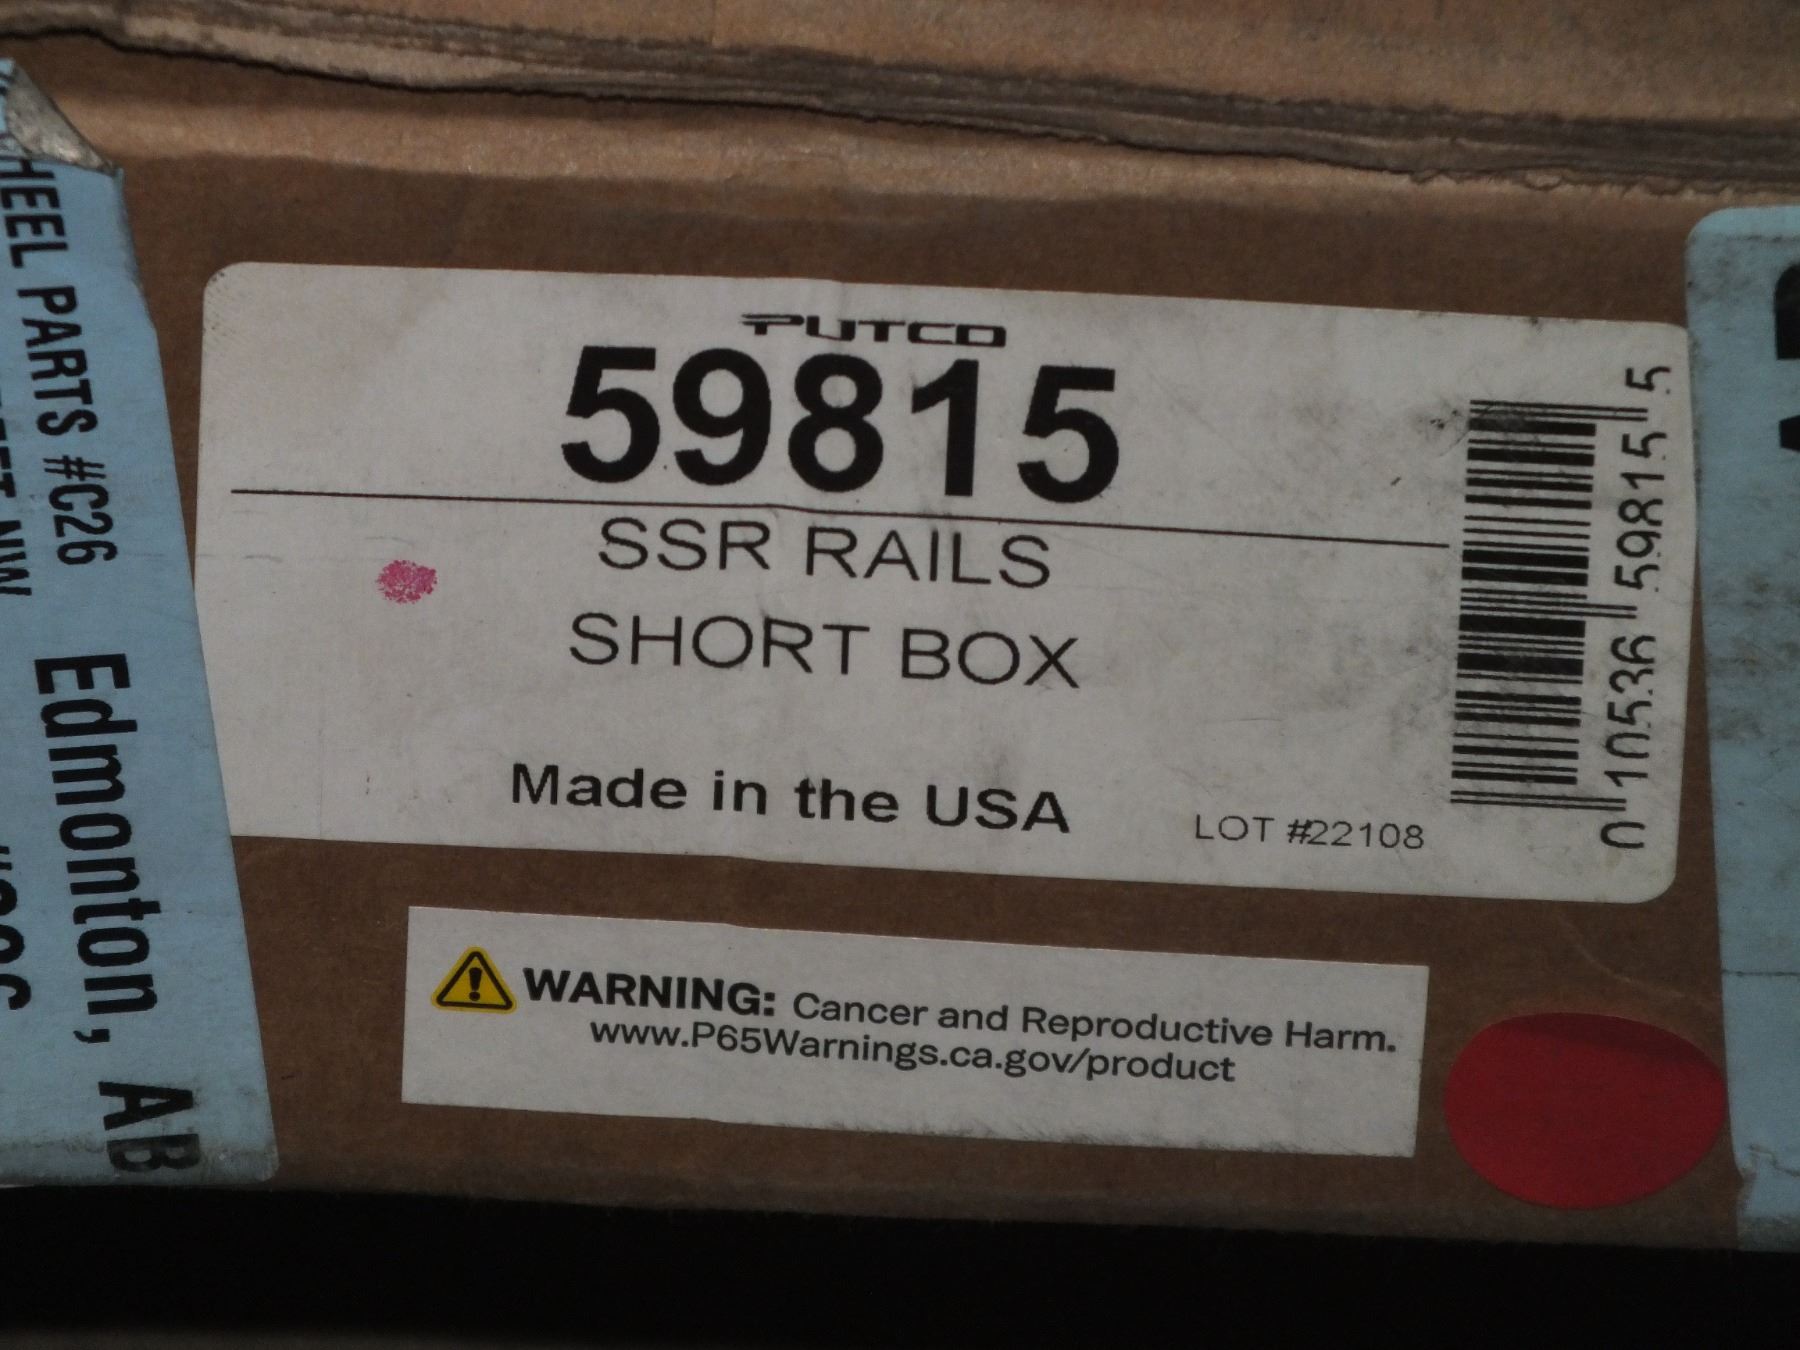 PUTCO
59815
SSR RAILS
SHORT BOX
Made in the USA
LOT #22108
0 10536 59815 5
WARNING: Cancer and Reproductive Harm.
www.P65Warnings.ca.gov/product
PARTS #C26
NW
Edmonton, AB